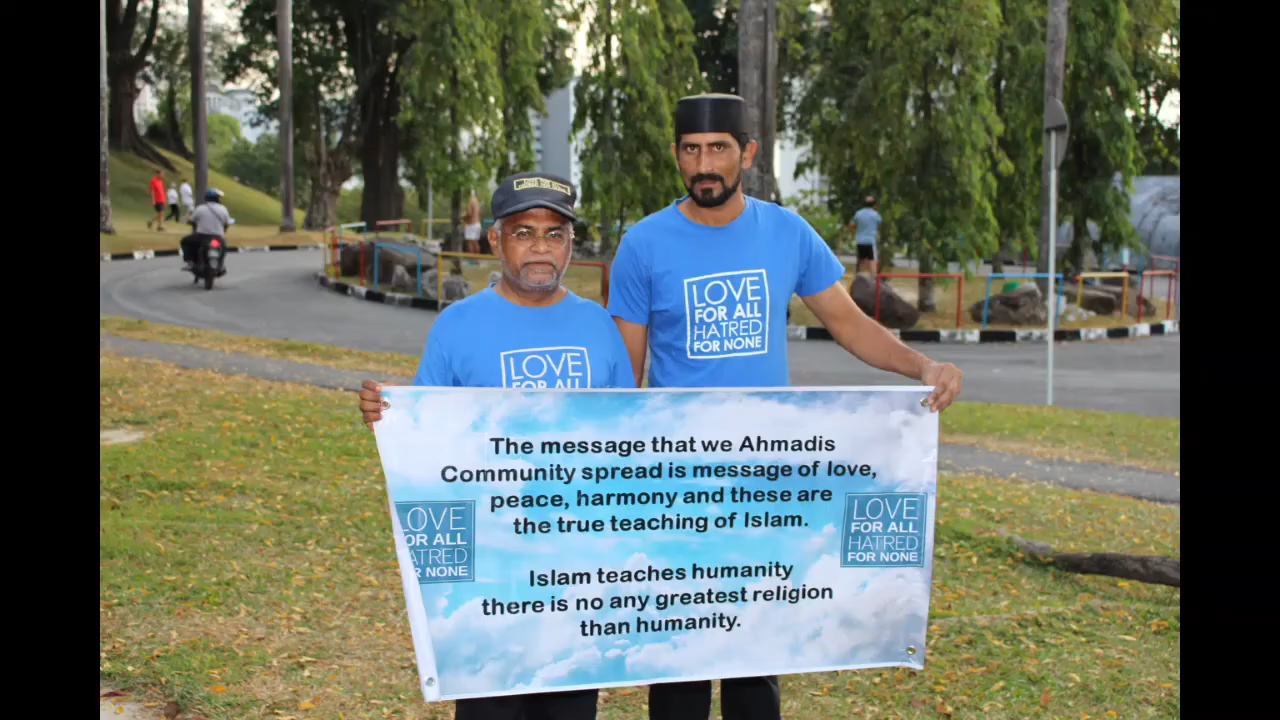 LOVE
FOR ALL
HATRED
FOR NONE
LOVE
FOR ALL
The message that we Ahmadis
Community spread is message of love,
peace, harmony and these are
the true teaching of Islam.
Islam teaches humanity
there is no any greatest religion
than humanity.
LOVE
OR ALL
HATRED
R NONE
LOVE
FOR ALL
HATRED
FOR NONE